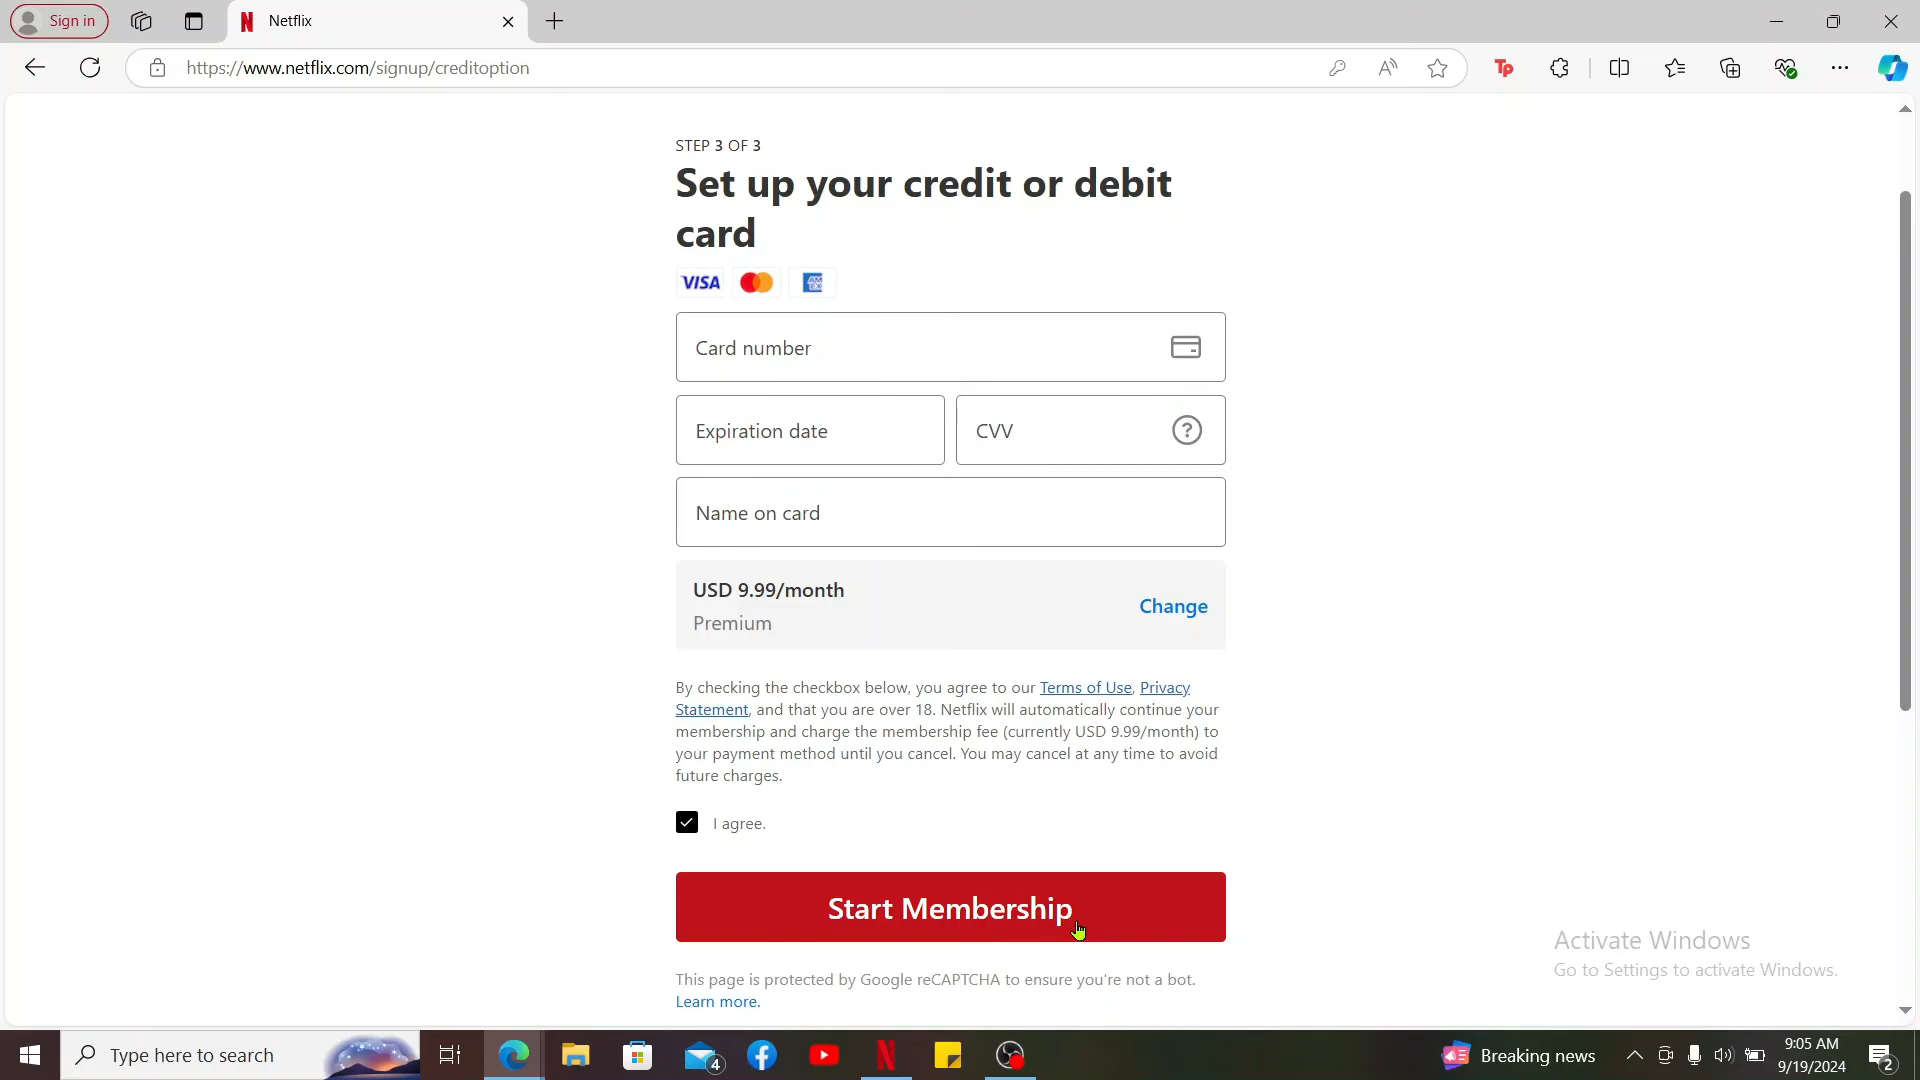 Sign in
Netflix
https://www.netflix.com/signup/creditoption
STEP 3 OF 3
Set up your credit or debit
card
VISA
AM
EX
Card number
Expiration date
CVV
Name on card
USD 9.99/month
Premium
Change
By checking the checkbox below, you agree to our Terms of Use, Privacy
Statement, and that you are over 18. Netflix will automatically continue your
membership and charge the membership fee (currently USD 9.99/month) to
your payment method until you cancel. You may cancel at any time to avoid
future charges.
I agree.
Start Membership
This page is protected by Google reCAPTCHA to ensure you're not a bot.
Learn more.
Activate Windows
Go to Settings to activate Windows.
Type here to search
4
Breaking news
9:05 AM
9/19/2024
2